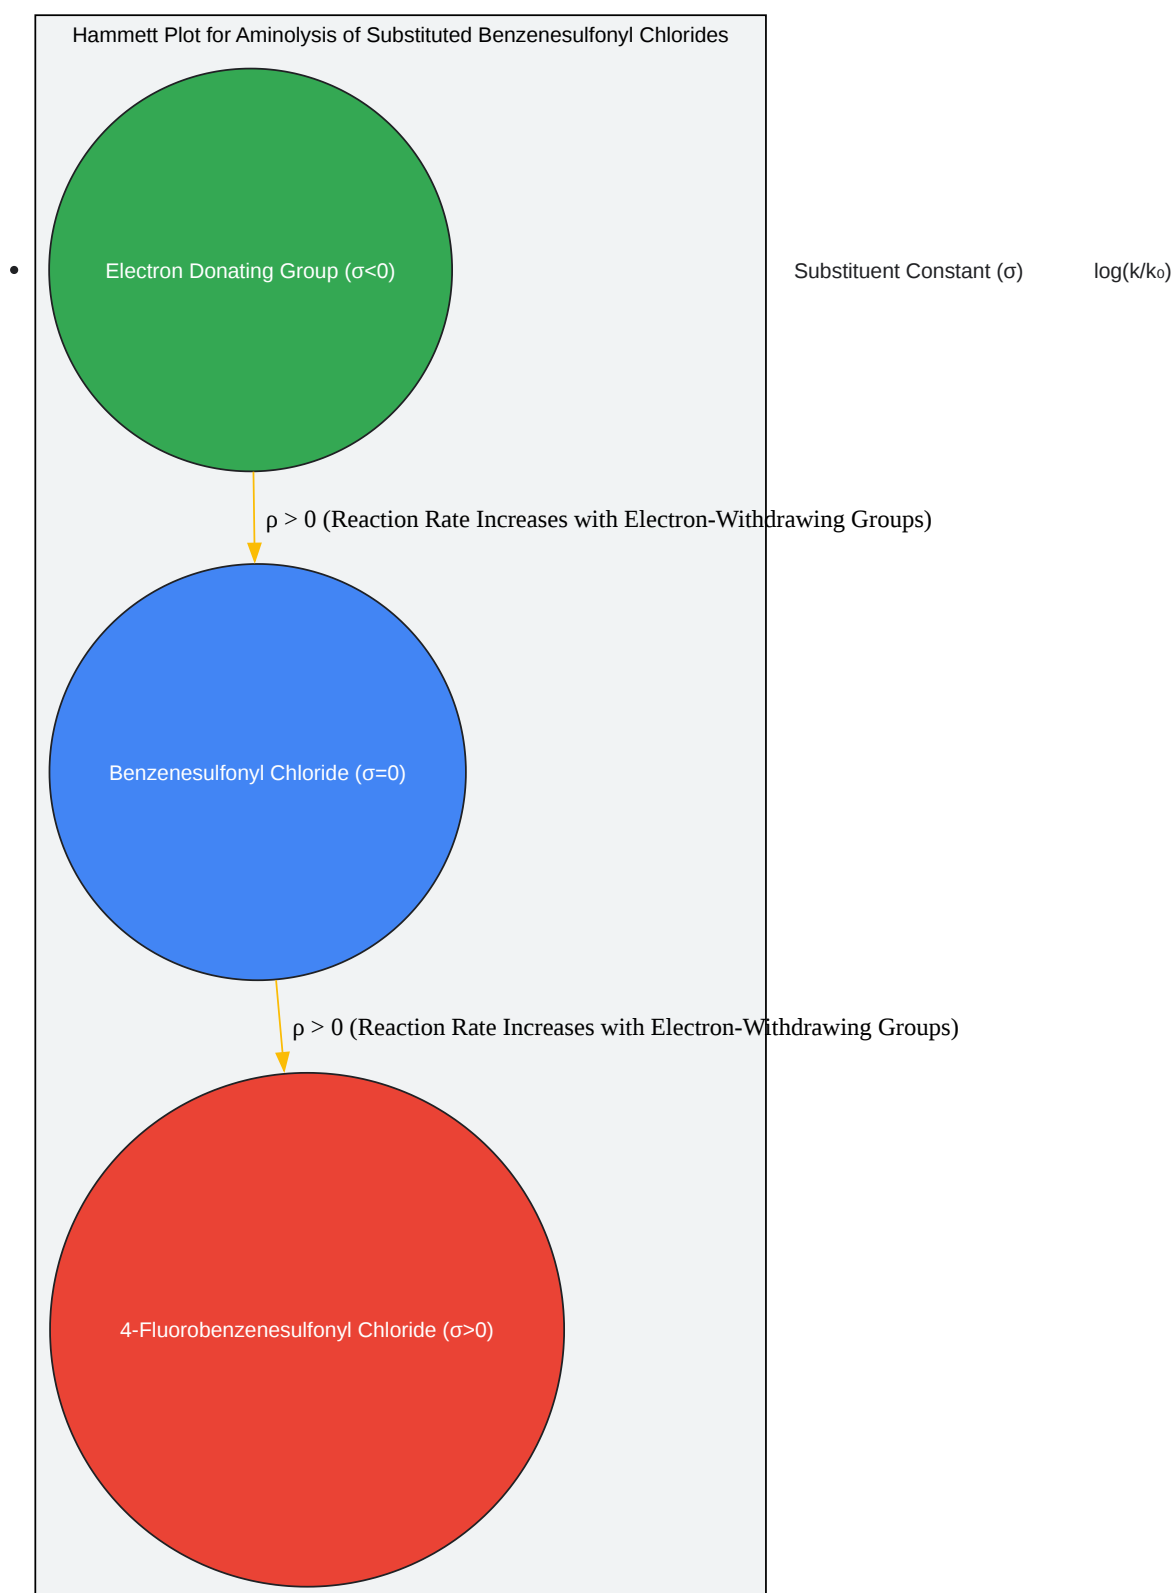 Hammett Plot for Aminolysis of Substituted Benzenesulfonyl Chlorides
Electron Donating Group (σ<0)
Substituent Constant (σ)
log(k/k₀)
ρ > 0 (Reaction Rate Increases with Electron-Withdrawing Groups)
Benzenesulfonyl Chloride (σ=0)
ρ > 0 (Reaction Rate Increases with Electron-Withdrawing Groups)
4-Fluorobenzenesulfonyl Chloride (σ>0)